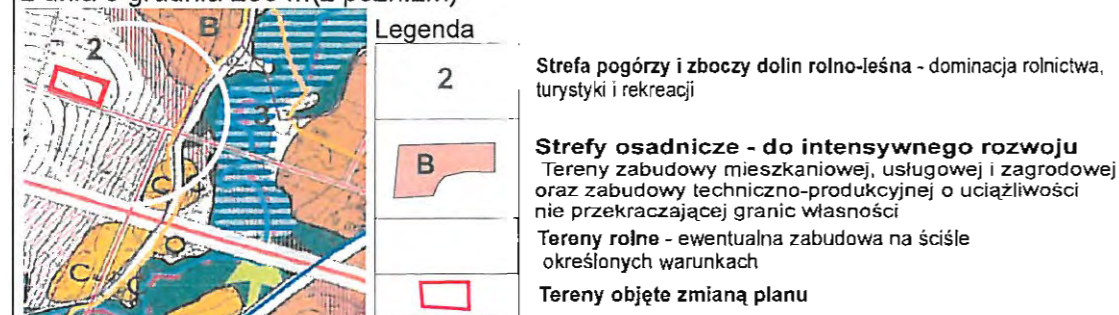 Legenda
2
Strefa pogórzy i zboczy dolin rolno-leśna - dominacja rolnictwa,
turystyki i rekreacji
B
Strefy osadnicze - do intensywnego rozwoju
Tereny zabudowy mieszkaniowej, usługowej i zagrodowej
oraz zabudowy techniczno-produkcyjnej o uciążliwości
nie przekraczającej granic własności
Tereny rolne - ewentualna zabudowa na ściśle
określonych warunkach
Tereny objęte zmianą planu
B
2
3
C
C